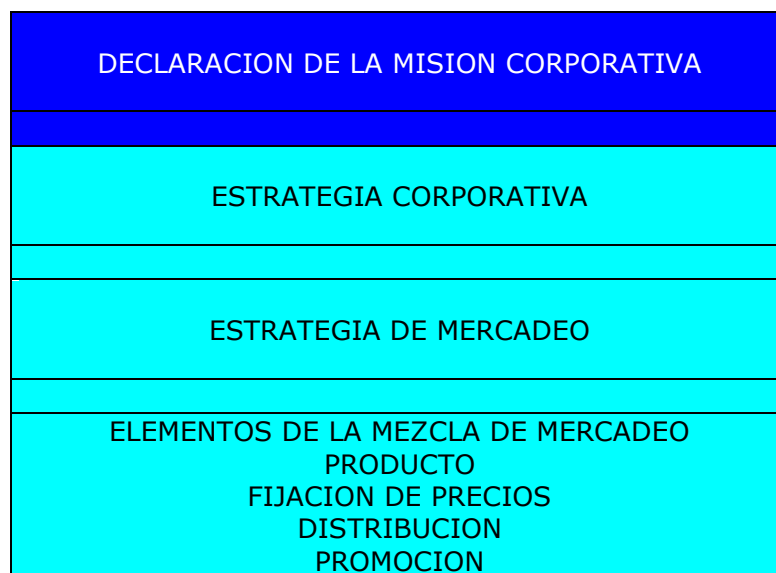 DECLARACION DE LA MISION CORPORATIVA
ESTRATEGIA CORPORATIVA
ESTRATEGIA DE MERCADEO
ELEMENTOS DE LA MEZCLA DE MERCADEO
PRODUCTO
FIJACION DE PRECIOS
DISTRIBUCION
PROMOCION